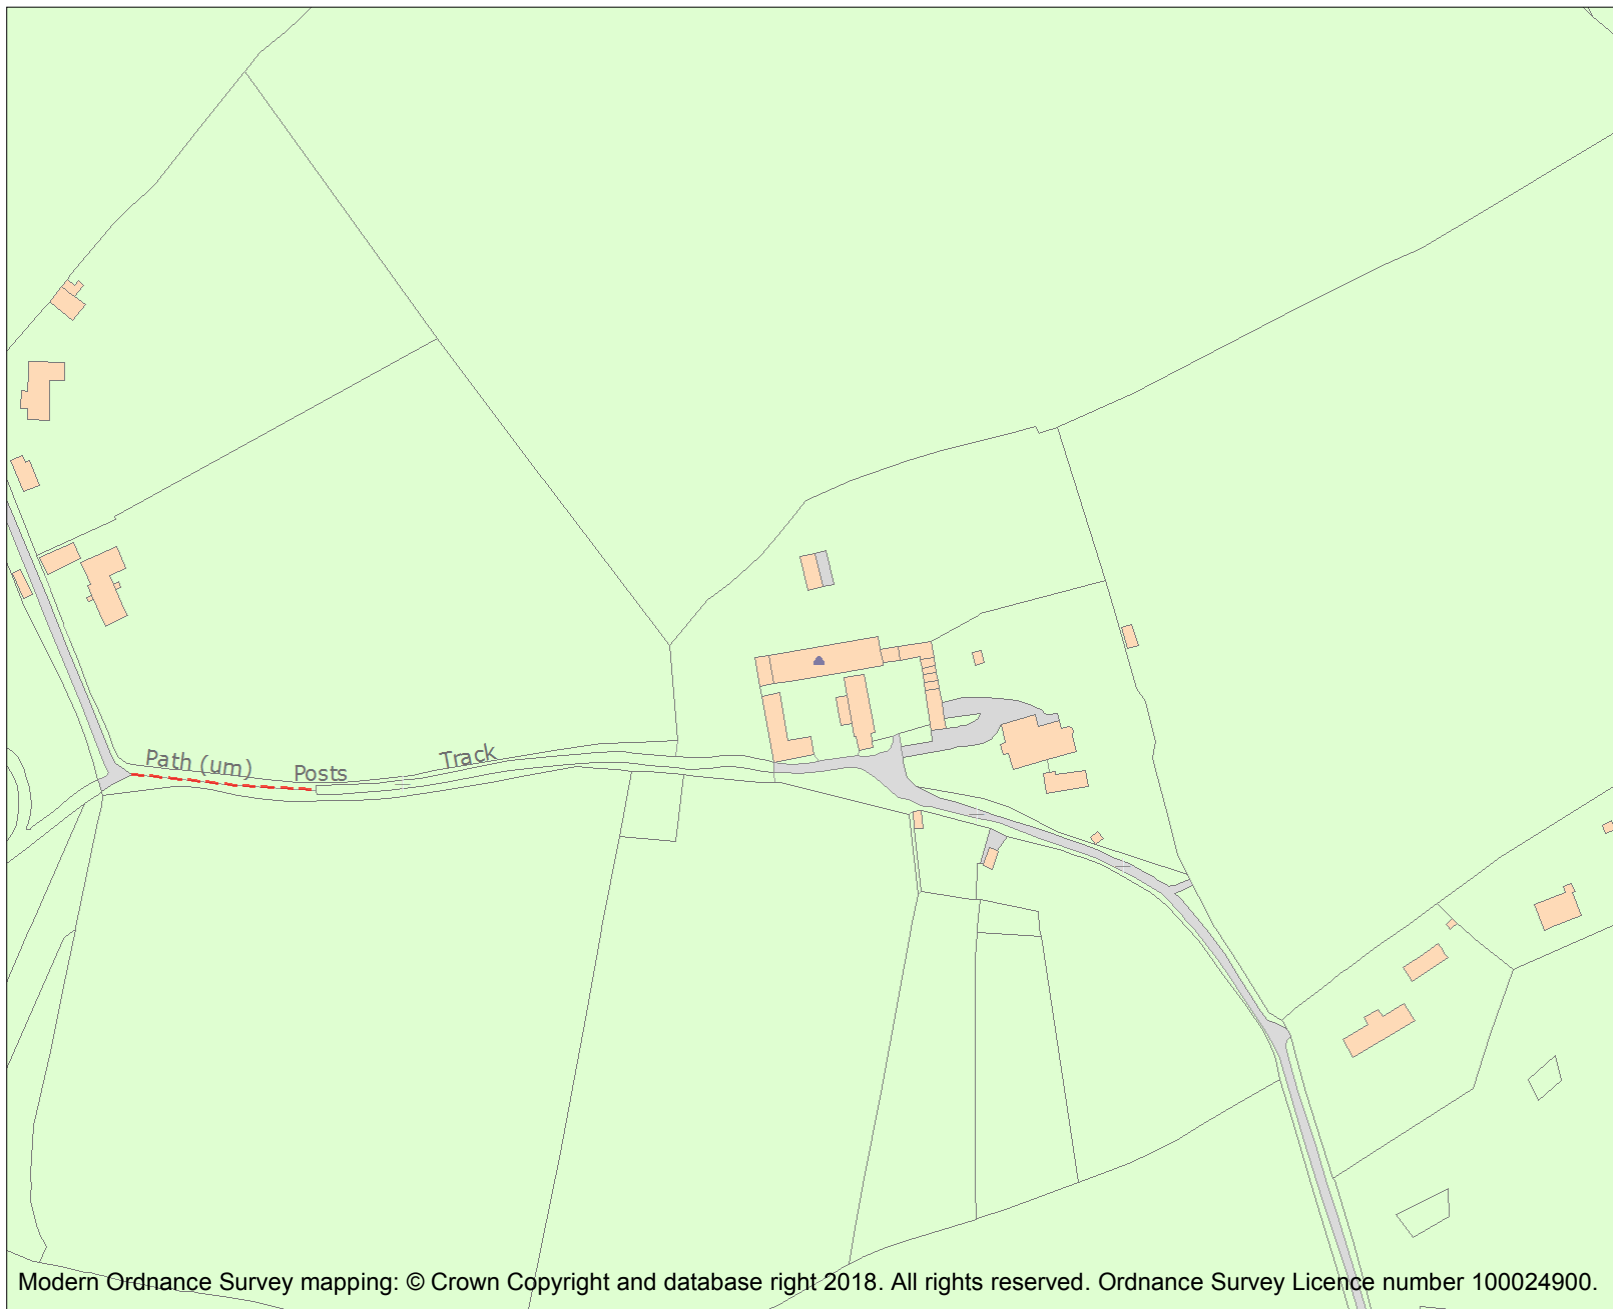 Track
Path (um)
Posts
Modern Ordnance Survey mapping: © Crown Copyright and database right 2018. All rights reserved. Ordnance Survey Licence number 100024900.